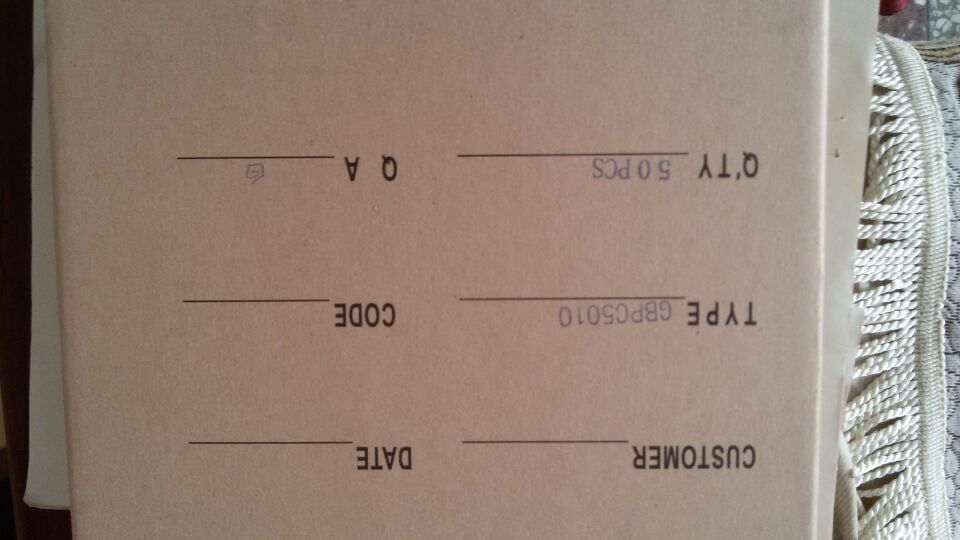 CUSTOMER DATE
TYPE GBPC5010 CODE
Q'TY 50PCS Q A